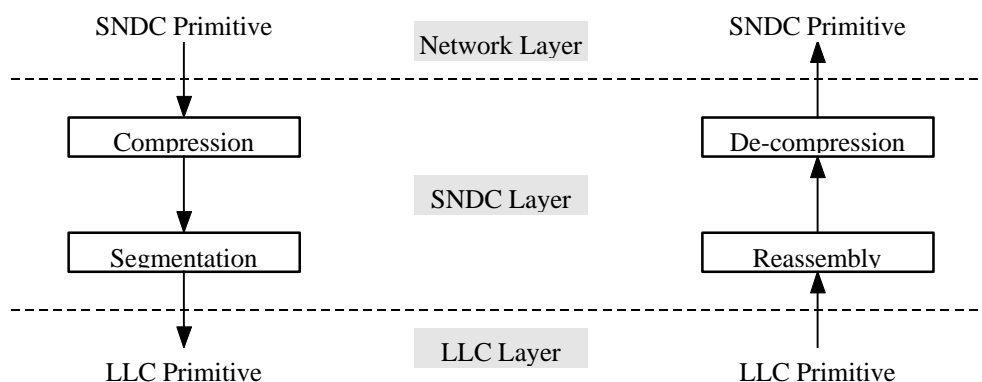 SNDC Primitive
Network Layer
SNDC Primitive
Compression
De-compression
SNDC Layer
Segmentation
Reassembly
LLC Layer
LLC Primitive
LLC Primitive